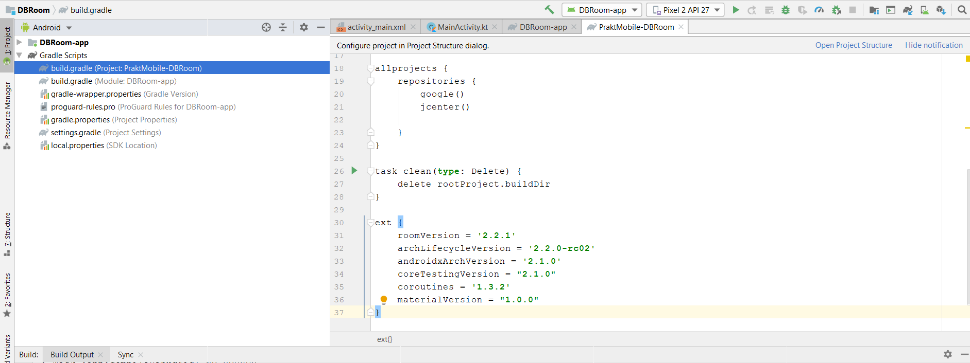 DBRoom build.gradle DBRoom-app Pixel 2 API 27
Android
activity_main.xml MainActivity.kt DBRoom-app PraktMobile-DBRoom
Configure project in Project Structure dialog. Open Project Structure Hide notification
1: Project
Resource Manager
7: Structure
2: Favorites
DBRoom-app
Gradle Scripts
build.gradle (Project: PraktMobile-DBRoom)
build.gradle (Module: DBRoom-app)
gradle-wrapper.properties (Gradle Version)
proguard-rules.pro (ProGuard Rules for DBRoom-app)
gradle.properties (Project Properties)
settings.gradle (Project Settings)
local.properties (SDK Location)
17
18 allprojects {
19 repositories {
20 google()
21 jcenter()
22
23 }
24 }
25
26 task clean(type: Delete) {
27 delete rootProject.buildDir
28 }
29
30 ext {
31 roomVersion = '2.2.1'
32 archLifecycleVersion = '2.2.0-rc02'
33 androidxArchVersion = '2.1.0'
34 coreTestingVersion = "2.1.0"
35 coroutines = '1.3.2'
36 materialVersion = "1.0.0"
37 }
ext{}
Build: Build Output Sync